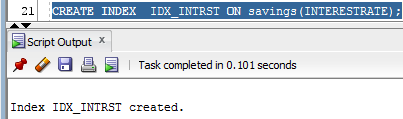 21 CREATE INDEX  IDX_INTRST ON savings(INTERESTRATE);
Script Output x
Task completed in 0.101 seconds
Index IDX_INTRST created.